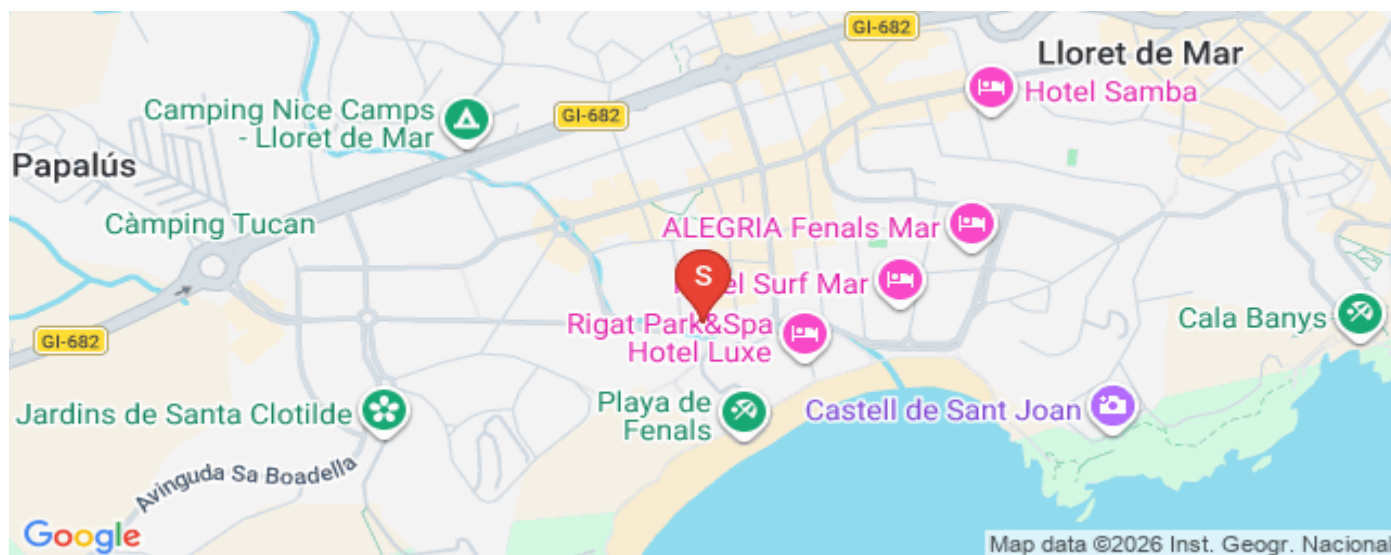 GI-682
Lloret de Mar
Hotel Samba
Camping Nice Camps
- Lloret de Mar
GI-682
Papalús
Càmping Tucan
ALEGRIA Fenals Mar
S
Surf Mar
Rigat Park&Spa
Hotel Luxe
Cala Banys
GI-682
Jardins de Santa Clotilde
Playa de
Fenals
Castell de Sant Joan
Avinguda Sa Boadella
Google
Map data ©2026 Inst. Geogr. Nacional